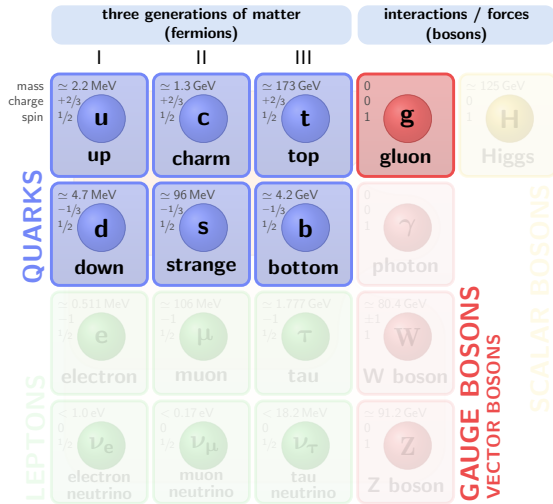 three generations of matter
(fermions)
interactions / forces
(bosons)
I II III
mass
charge
spin
≃ 2.2 MeV
+2/3
1/2
u
up
≃ 1.3 GeV
+2/3
1/2
c
charm
≃ 173 GeV
+2/3
1/2
t
top
0
0
1
g
gluon
≃ 125 GeV
0
0
H
Higgs
QUARKS
≃ 4.7 MeV
−1/3
1/2
d
down
≃ 96 MeV
−1/3
1/2
s
strange
≃ 4.2 GeV
−1/3
1/2
b
bottom
0
0
1
γ
photon
SCALAR BOSONS
LEPTONS
≃ 0.511 MeV
−1
1/2
e
electron
≃ 106 MeV
−1
1/2
μ
muon
≃ 1.777 GeV
−1
1/2
τ
tau
≃ 80.4 GeV
±1
1
W
W boson
< 1.0 eV
0
1/2
νe
electron
neutrino
< 0.17 eV
0
1/2
νμ
muon
neutrino
< 18.2 MeV
0
1/2
ντ
tau
neutrino
≃ 91.2 GeV
0
1
Z
Z boson
GAUGE BOSONS
VECTOR BOSONS